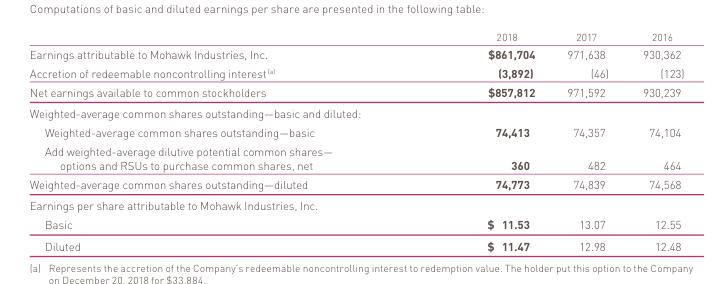 Computations of basic and diluted earnings per share are presented in the following table:
2018 2017 2016
Earnings attributable to Mohawk Industries, Inc. $861,704 971,638 930,362
Accretion of redeemable noncontrolling interest (a) (3,892) (46) (123)
Net earnings available to common stockholders $857,812 971,592 930,239
Weighted-average common shares outstanding—basic and diluted:
Weighted-average common shares outstanding—basic 74,413 74,357 74,104
Add weighted-average dilutive potential common shares—
options and RSUs to purchase common shares, net 360 482 464
Weighted-average common shares outstanding—diluted 74,773 74,839 74,568
Earnings per share attributable to Mohawk Industries, Inc.
Basic $ 11.53 13.07 12.55
Diluted $ 11.47 12.98 12.48
(a) Represents the accretion of the Company's redeemable noncontrolling interest to redemption value. The holder put this option to the Company
on December 20, 2018 for $33,884.